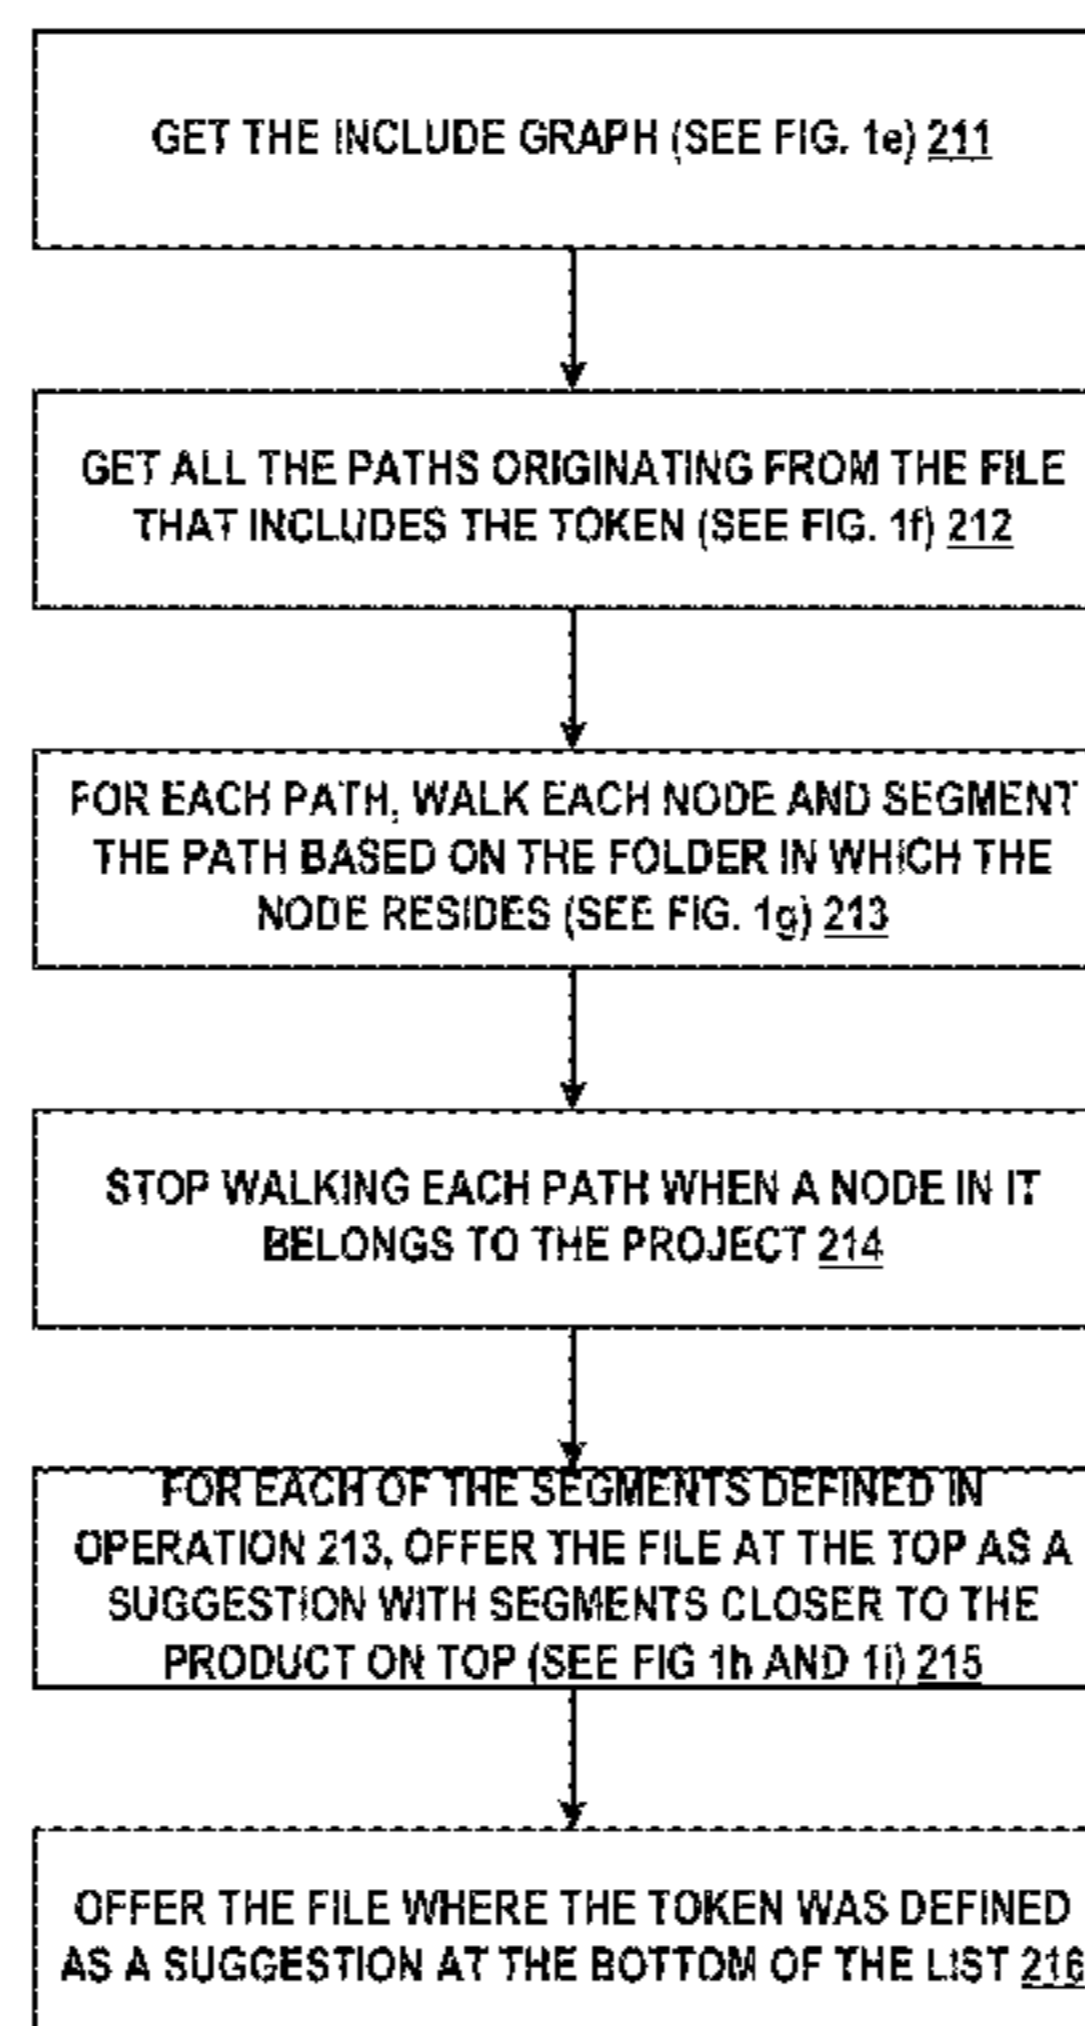 GET THE INCLUDE GRAPH (SEE FIG. 1e) 211
GET ALL THE PATHS ORIGINATING FROM THE FILE
THAT INCLUDES THE TOKEN (SEE FIG. 1f) 212
FOR EACH PATH, WALK EACH NODE AND SEGMENT
THE PATH BASED ON THE FOLDER IN WHICH THE
NODE RESIDES (SEE FIG. 1g) 213
STOP WALKING EACH PATH WHEN A NODE IN IT
BELONGS TO THE PROJECT 214
FOR EACH OF THE SEGMENTS DEFINED IN
OPERATION 213, OFFER THE FILE AT THE TOP AS A
SUGGESTION WITH SEGMENTS CLOSER TO THE
PRODUCT ON TOP (SEE FIG 1h AND 1i) 215
OFFER THE FILE WHERE THE TOKEN WAS DEFINED
AS A SUGGESTION AT THE BOTTOM OF THE LIST 216